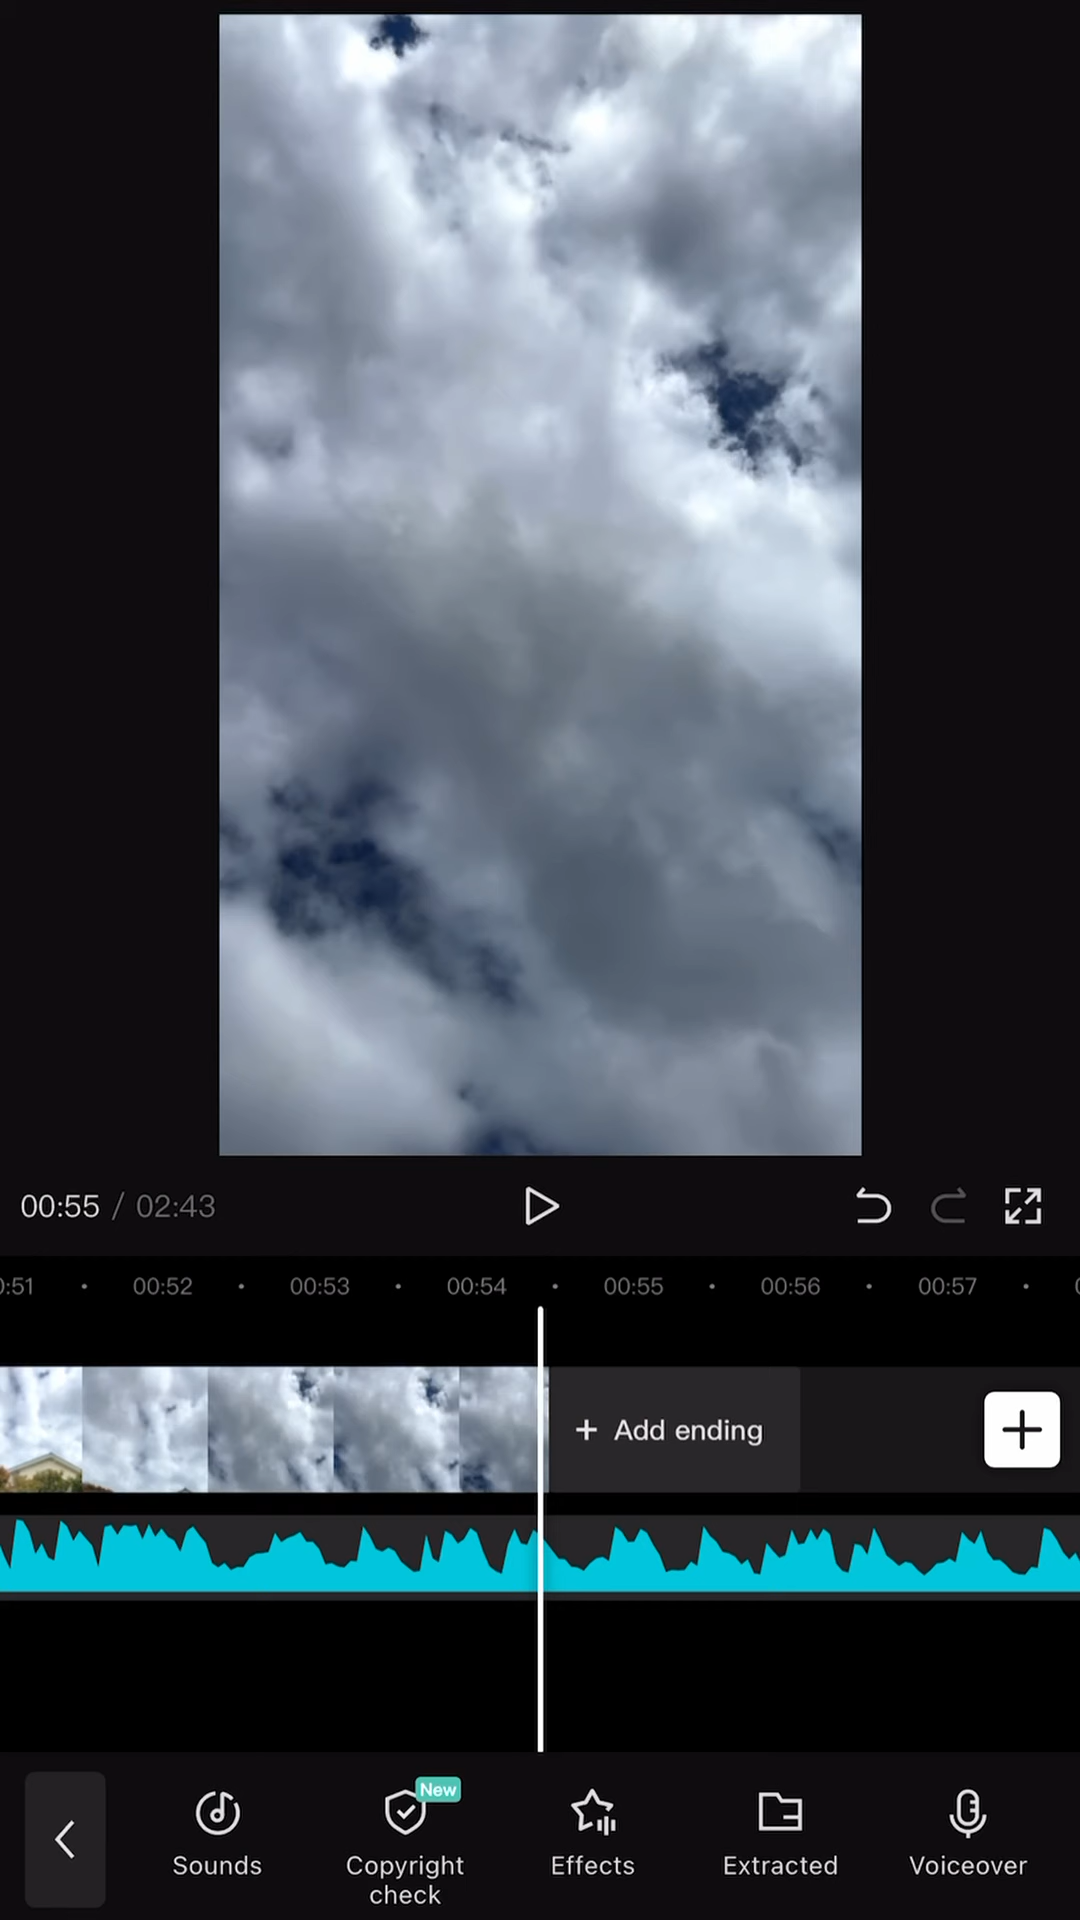 00:55 / 02:43
0:51 00:52 00:53 00:54 00:55 00:56 00:57
+ Add ending
New
Sounds
Copyright check
Effects
Extracted
Voiceover